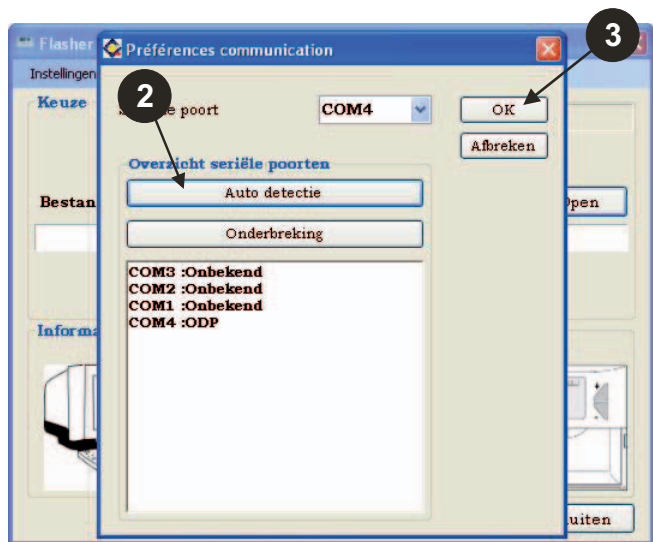 3
Flasher
Préférences communication
Instellingen
Keuze
2
poort
COM4
OK
Afbreken
Overzicht seriële poorten
Auto detectie
Bestan
Open
Onderbreking
COM3 :Onbekend
COM2 :Onbekend
COM1 :Onbekend
COM4 :ODP
Informa
uiten